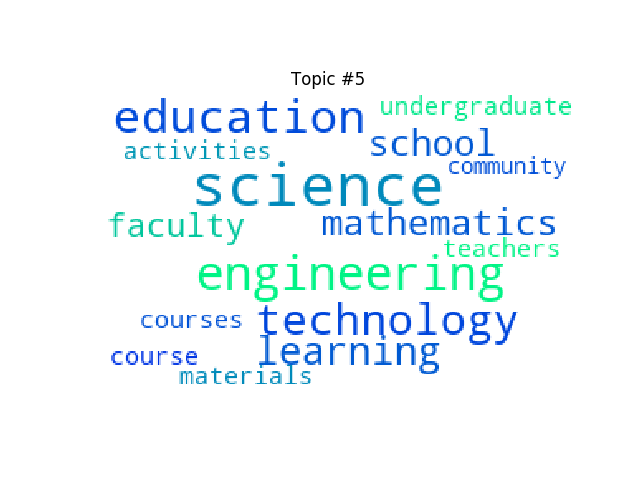 Topic #5
undergraduate
education
school
activities
community
science
faculty
mathematics
teachers
engineering
courses
technology
learning
course
materials